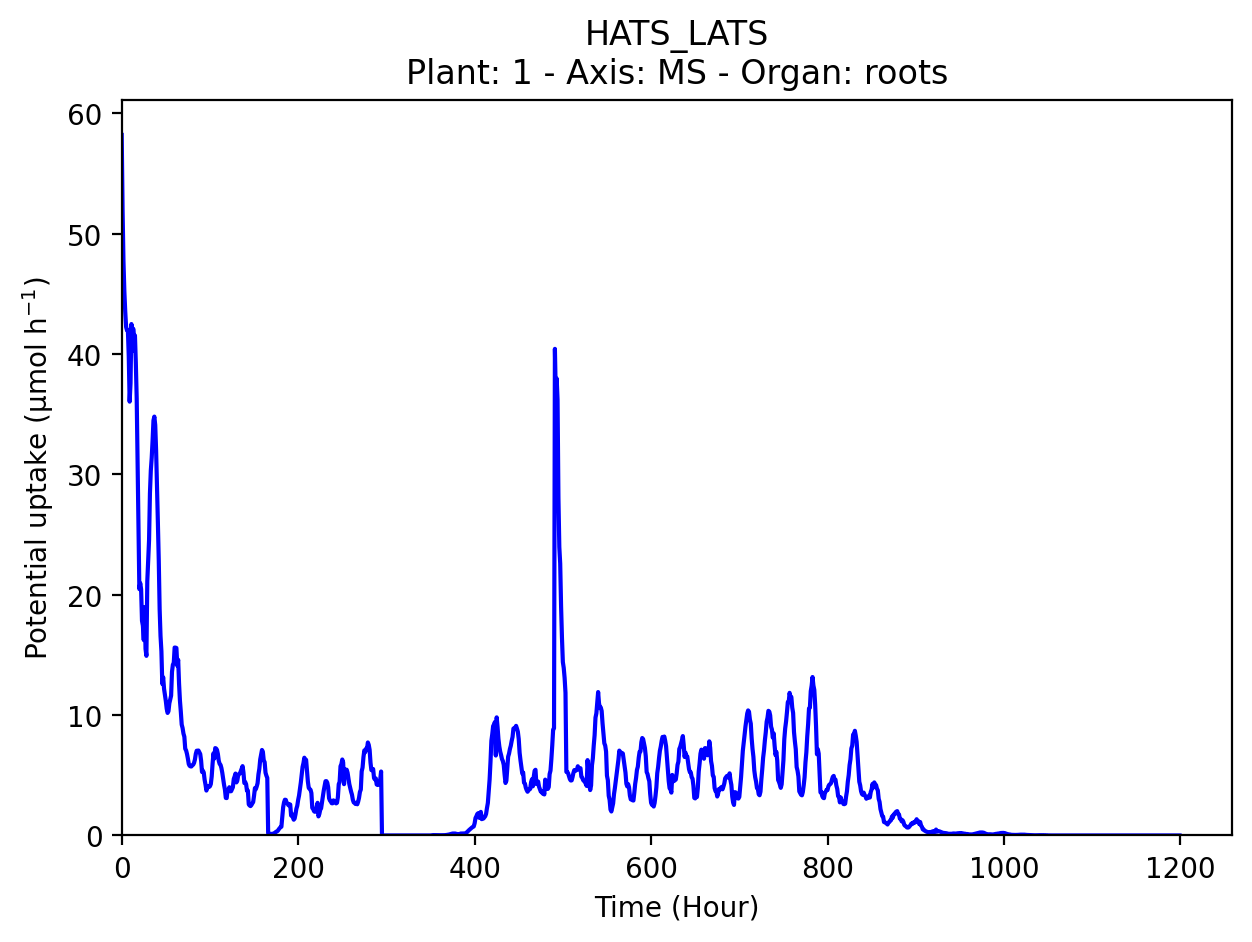 HATS_LATS
Plant: 1 - Axis: MS - Organ: roots
60
50
40
30
20
10
0
Potential uptake (µmol h⁻¹)
0 200 400 600 800 1000 1200
Time (Hour)